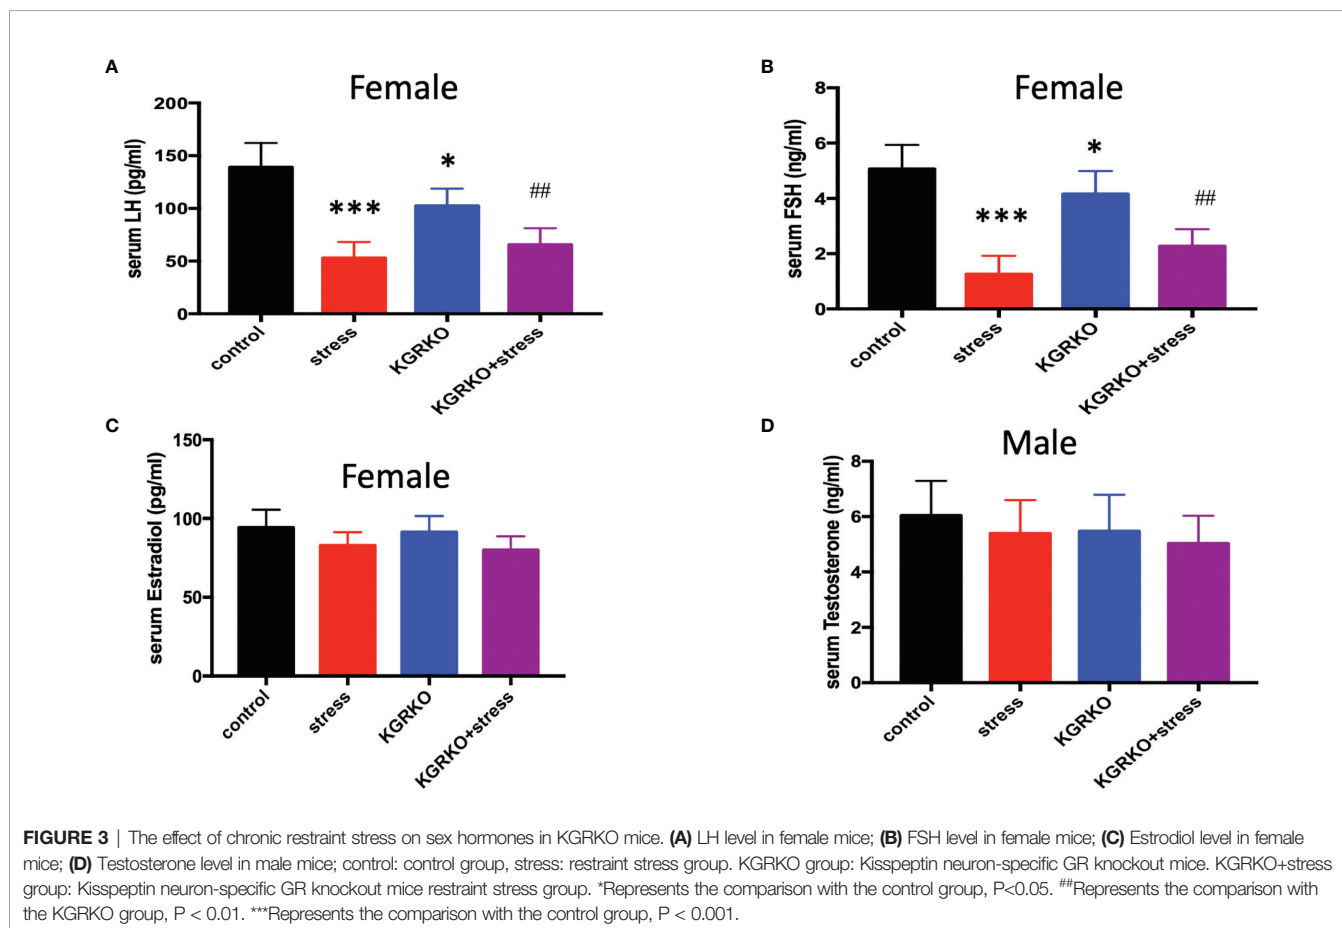 A
Female
serum LH (pg/ml)
200
150
100
50
0
***
*
##
control
stress
KGRKO
KGRKO+stress
B
Female
serum FSH (ng/ml)
8
6
4
2
0
***
*
##
control
stress
KGRKO
KGRKO+stress
C
Female
serum Estradiol (pg/ml)
150
100
50
0
control
stress
KGRKO
KGRKO+stress
D
Male
serum Testosterone (ng/ml)
8
6
4
2
0
control
stress
KGRKO
KGRKO+stress
FIGURE 3 | The effect of chronic restraint stress on sex hormones in KGRKO mice. (A) LH level in female mice; (B) FSH level in female mice; (C) Estrodiol level in female
mice; (D) Testosterone level in male mice; control: control group, stress: restraint stress group. KGRKO group: Kisspeptin neuron-specific GR knockout mice. KGRKO+stress
group: Kisspeptin neuron-specific GR knockout mice restraint stress group. *Represents the comparison with the control group, P<0.05. ##Represents the comparison with
the KGRKO group, P < 0.01. ***Represents the comparison with the control group, P < 0.001.